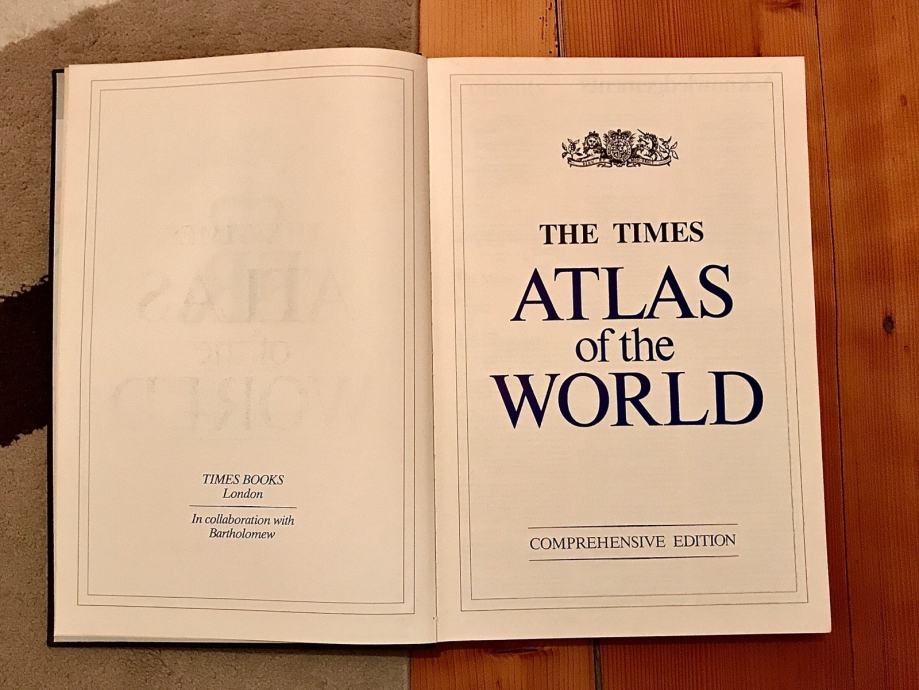 TIMES BOOKS
London
In collaboration with
Bartholomew
THE TIMES
ATLAS
of the
WORLD
COMPREHENSIVE EDITION